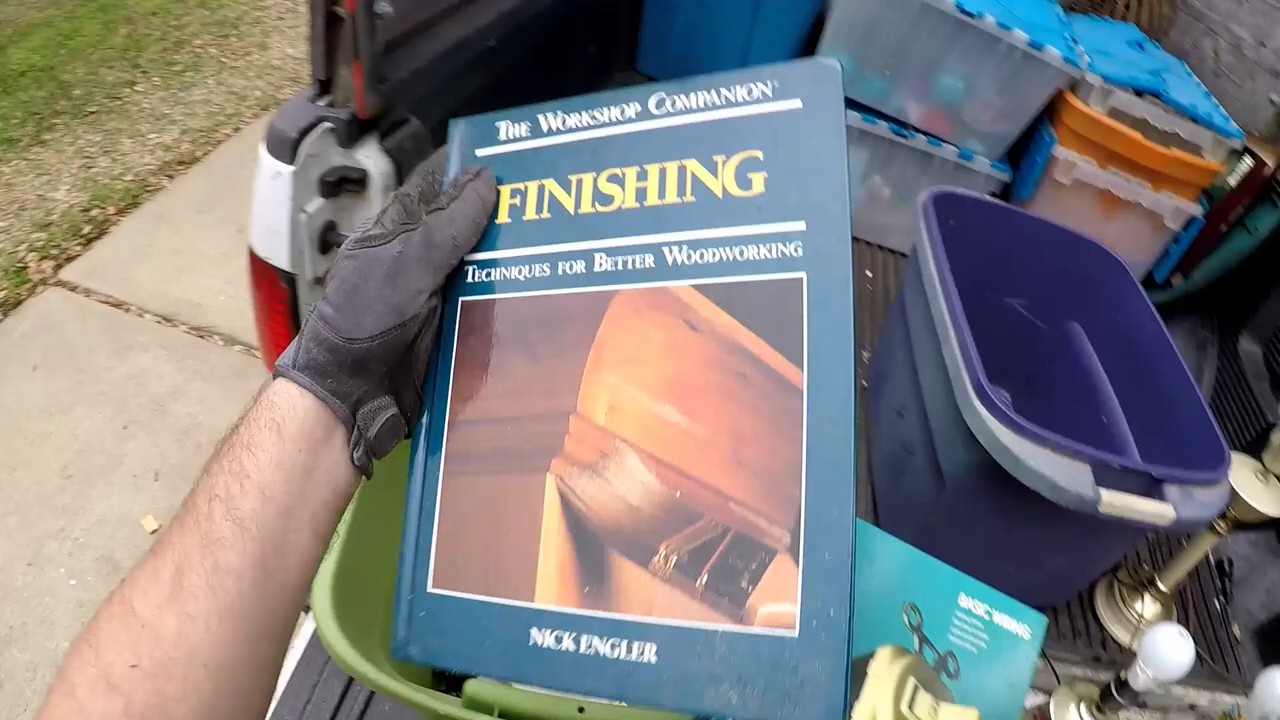 THE WORKSHOP COMPANION®
FINISHING
TECHNIQUES FOR BETTER WOODWORKING
NICK ENGLER
BASIC WIRING